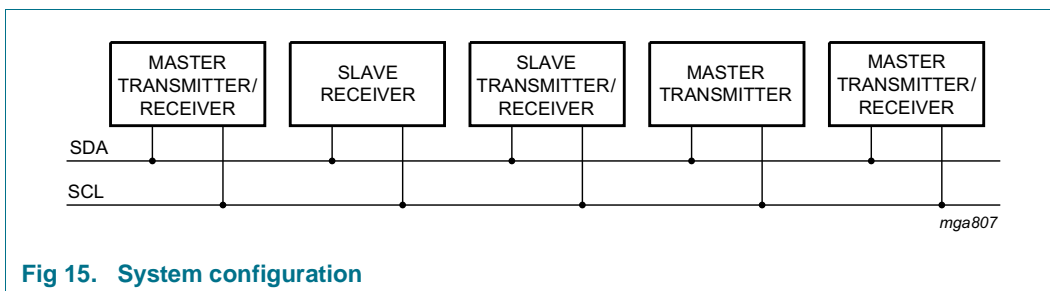 MASTER
TRANSMITTER/
RECEIVER
SLAVE
RECEIVER
SLAVE
TRANSMITTER/
RECEIVER
MASTER
TRANSMITTER
MASTER
TRANSMITTER/
RECEIVER
SDA
SCL
mga807
Fig 15. System configuration